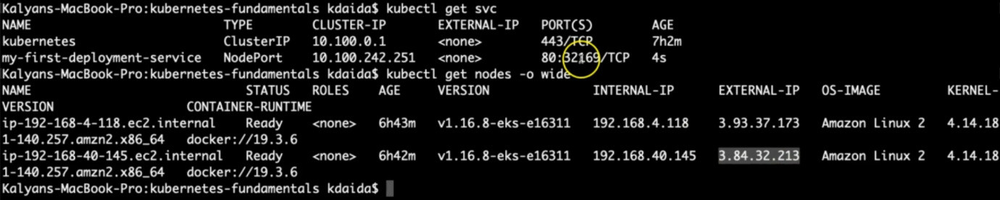 Kalyans-MacBook-Pro:kubernetes-fundamentals kdaida$ kubectl get svc
NAME TYPE CLUSTER-IP EXTERNAL-IP PORT(S) AGE
kubernetes ClusterIP 10.100.0.1 <none> 443/TCP 7h2m
my-first-deployment-service NodePort 10.100.242.251 <none> 80:32169/TCP 4s
Kalyans-MacBook-Pro:kubernetes-fundamentals kdaida$ kubectl get nodes -o wide
NAME STATUS ROLES AGE VERSION INTERNAL-IP EXTERNAL-IP OS-IMAGE KERNEL-
VERSION CONTAINER-RUNTIME
ip-192-168-4-118.ec2.internal Ready <none> 6h43m v1.16.8-eks-e16311 192.168.4.118 3.93.37.173 Amazon Linux 2 4.14.18
1-140.257.amzn2.x86_64 docker://19.3.6
ip-192-168-40-145.ec2.internal Ready <none> 6h42m v1.16.8-eks-e16311 192.168.40.145 3.84.32.213 Amazon Linux 2 4.14.18
1-140.257.amzn2.x86_64 docker://19.3.6
Kalyans-MacBook-Pro:kubernetes-fundamentals kdaida$